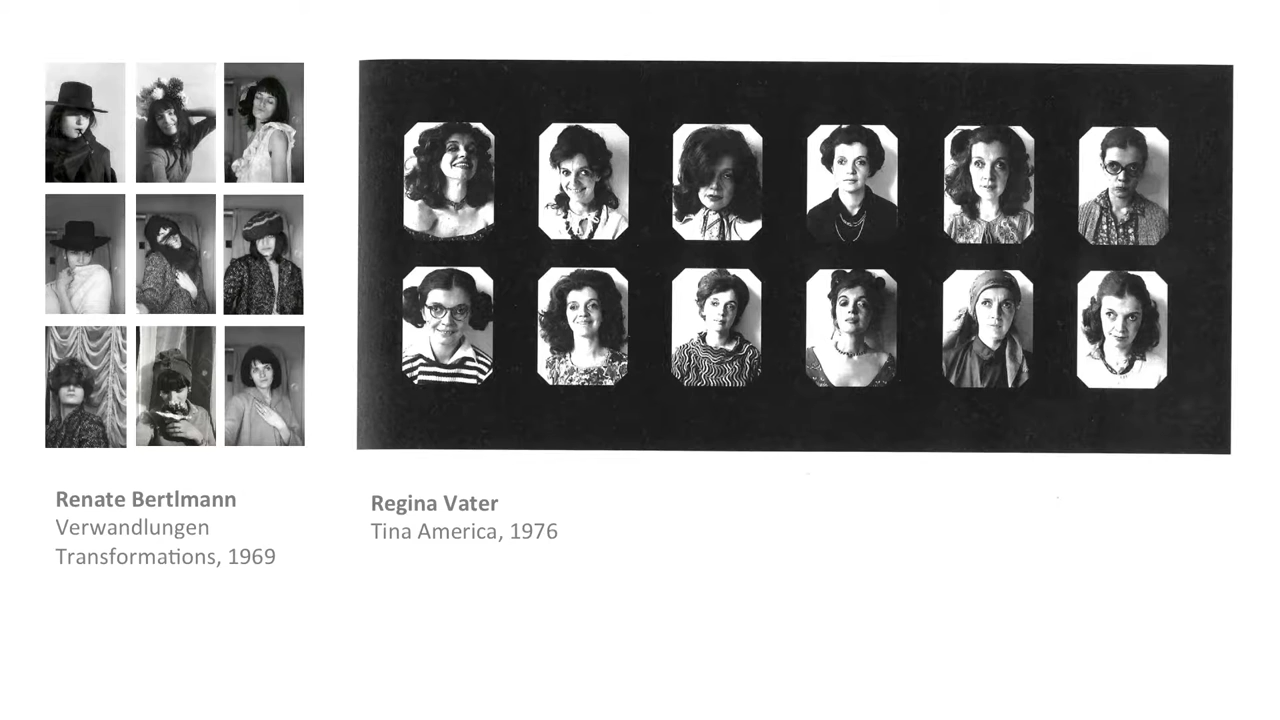 Renate Bertlmann
Verwandlungen
Transformations, 1969
Regina Vater
Tina America, 1976